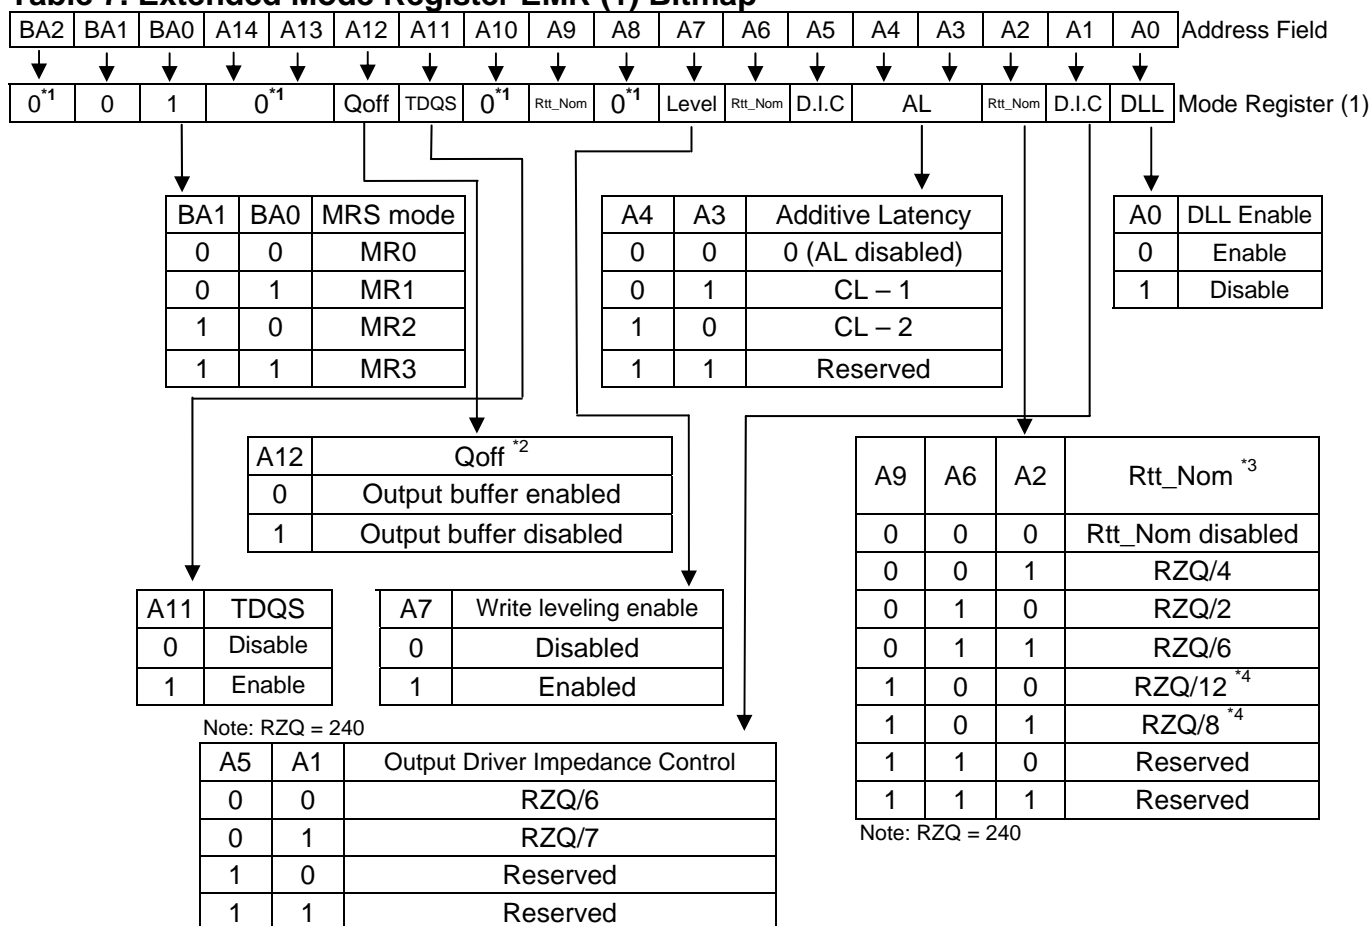 Table 7. Extended Mode Register EMR (1) Bitmap
BA2 BA1 BA0 A14 A13 A12 A11 A10 A9 A8 A7 A6 A5 A4 A3 A2 A1 A0 Address Field
0*1 0 1 0*1 Qoff TDQS 0*1 Rtt_Nom 0*1 Level Rtt_Nom D.I.C AL Rtt_Nom D.I.C DLL Mode Register (1)
BA1 BA0 MRS mode
0 0 MR0
0 1 MR1
1 0 MR2
1 1 MR3
A4 A3 Additive Latency
0 0 0 (AL disabled)
0 1 CL – 1
1 0 CL – 2
1 1 Reserved
A0 DLL Enable
0 Enable
1 Disable
A12 Qoff *2
0 Output buffer enabled
1 Output buffer disabled
A9 A6 A2 Rtt_Nom *3
0 0 0 Rtt_Nom disabled
0 0 1 RZQ/4
0 1 0 RZQ/2
0 1 1 RZQ/6
1 0 0 RZQ/12 *4
1 0 1 RZQ/8 *4
1 1 0 Reserved
1 1 1 Reserved
Note: RZQ = 240
A11 TDQS
0 Disable
1 Enable
A7 Write leveling enable
0 Disabled
1 Enabled
Note: RZQ = 240
A5 A1 Output Driver Impedance Control
0 0 RZQ/6
0 1 RZQ/7
1 0 Reserved
1 1 Reserved